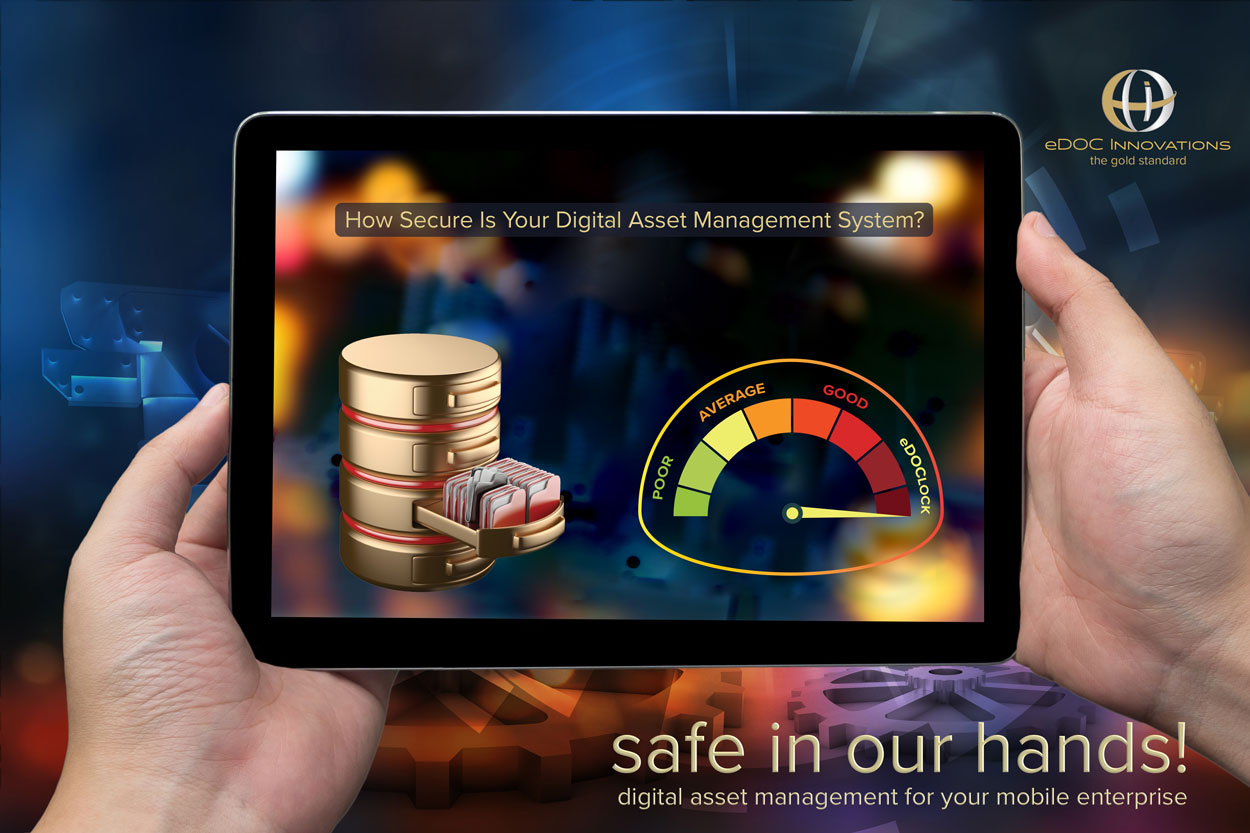 eDOC INNOVATIONS
the gold standard
How Secure Is Your Digital Asset Management System?
POOR
AVERAGE
GOOD
eDOCLOCK
safe in our hands!
digital asset management for your mobile enterprise